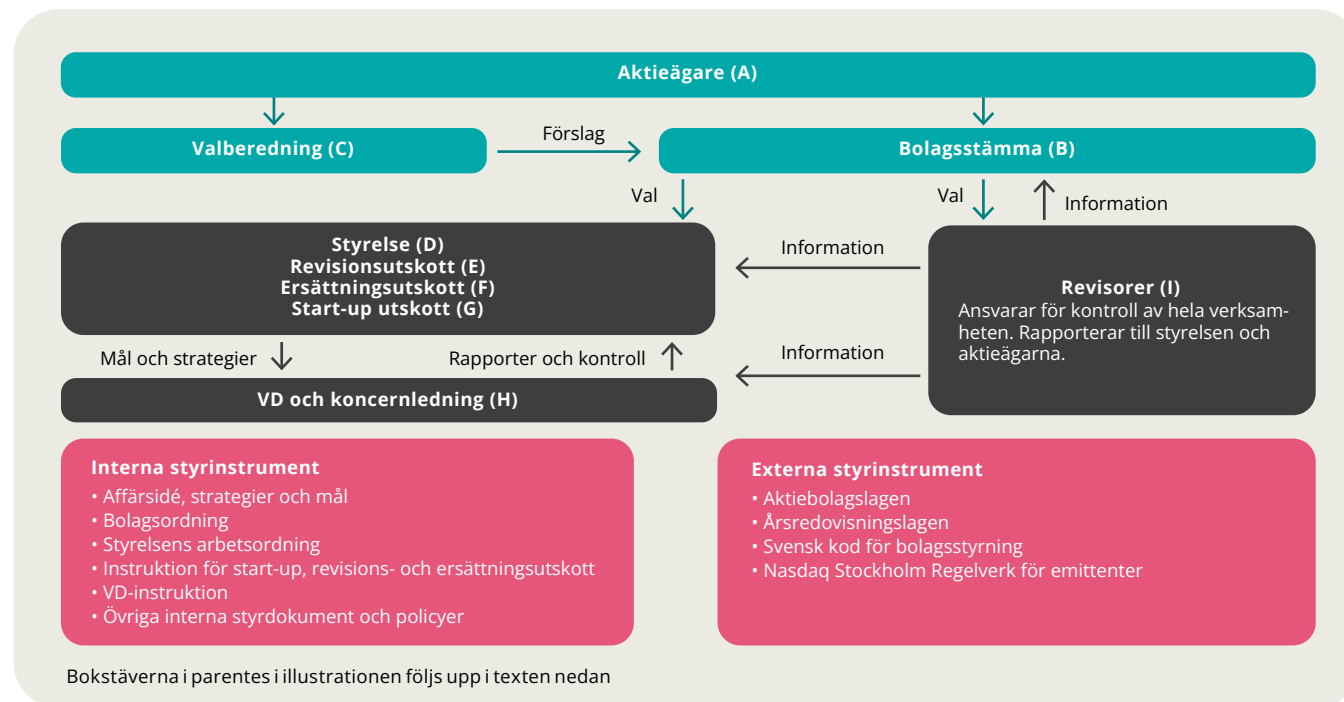 Aktieägare (A)
Valberedning (C)
Förslag
Bolagsstämma (B)
Val
Val
Information
Styrelse (D)
Revisionsutskott (E)
Ersättningsutskott (F)
Start-up utskott (G)
Information
Revisorer (I)
Ansvarar för kontroll av hela verksam-
heten. Rapporterar till styrelsen och
aktieägarna.
Mål och strategier
Rapporter och kontroll
Information
VD och koncernledning (H)
Interna styrinstrument
• Affärsidé, strategier och mål
• Bolagsordning
• Styrelsens arbetsordning
• Instruktion för start-up, revisions- och ersättningsutskott
• VD-instruktion
• Övriga interna styrdokument och policyer
Externa styrinstrument
• Aktiebolagslagen
• Årsredovisningslagen
• Svensk kod för bolagsstyrning
• Nasdaq Stockholm Regelverk för emittenter
Bokstäverna i parentes i illustrationen följs upp i texten nedan